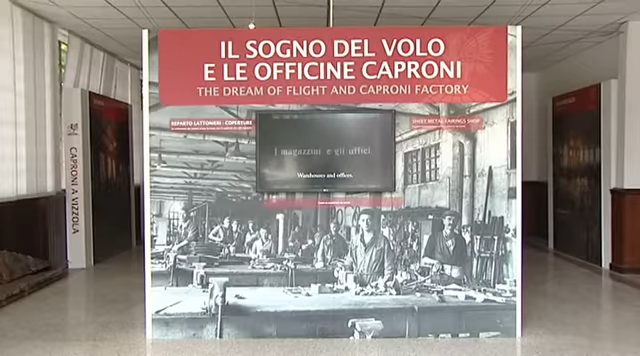 IL SOGNO DEL VOLO
E LE OFFICINE CAPRONI
THE DREAM OF FLIGHT AND CAPRONI FACTORY
REPARTO LATTONERI - COPERTURE
SHEET METAL FAIRINGS SHOP
I magazzini e gli uffici
Warehouses and offices.
CAPRONI A VIZZOLA